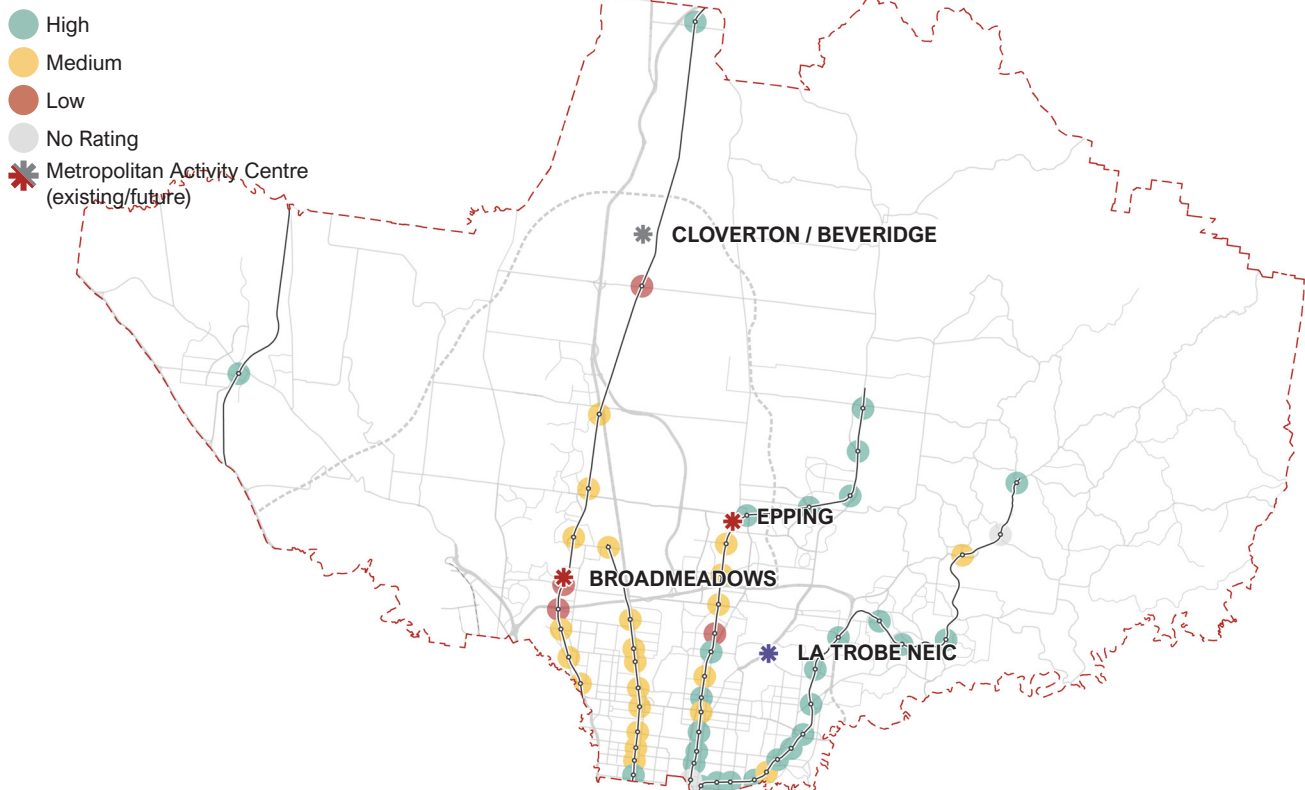 High
Medium
Low
No Rating
Metropolitan Activity Centre
(existing/future)
CLOVERTON / BEVERIDGE
EPPING
BROADMEADOWS
LA TROBE NEIC